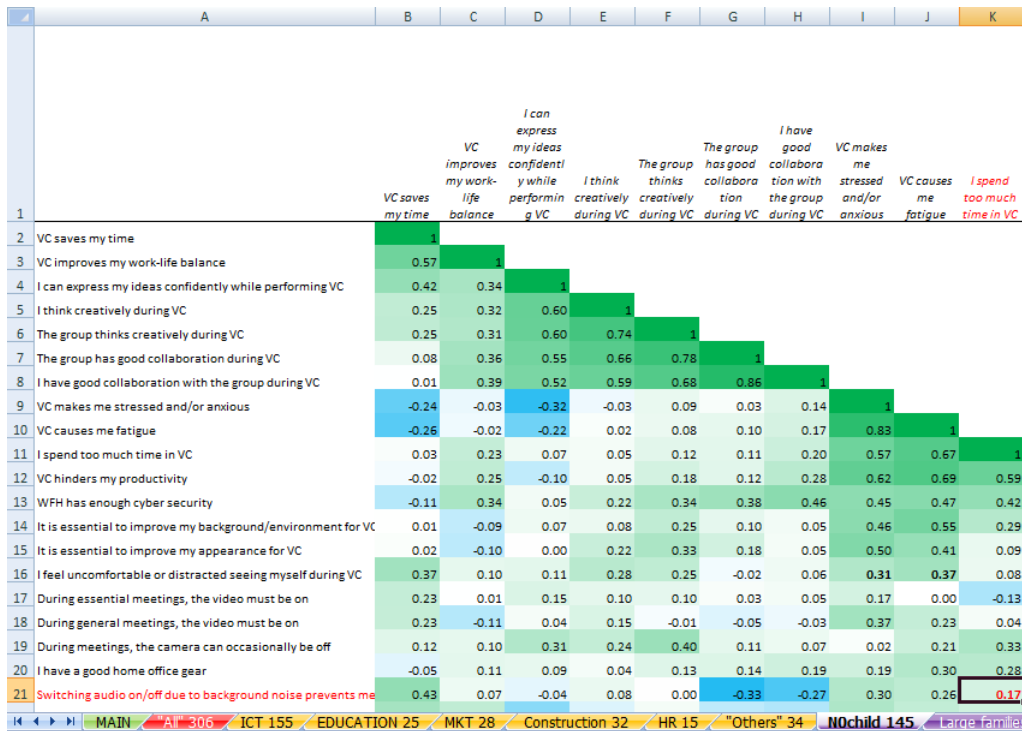 A B C D E F G H I J K
1
VC saves
my time
VC
improves
my work-
life
balance
I can
express
my ideas
confidentl
y while
performin
g VC
I think
creatively
during VC
The group
thinks
creatively
during VC
The group
has good
collabora
tion
during VC
I have
good
collabora
tion with
the group
during VC
VC makes
me
stressed
and/or
anxious
VC causes
me
fatigue
I spend
too much
time in VC
2 VC saves my time 1
3 VC improves my work-life balance 0.57 1
4 I can express my ideas confidently while performing VC 0.42 0.34 1
5 I think creatively during VC 0.25 0.32 0.60 1
6 The group thinks creatively during VC 0.25 0.31 0.60 0.74 1
7 The group has good collaboration during VC 0.08 0.36 0.55 0.66 0.78 1
8 I have good collaboration with the group during VC 0.01 0.39 0.52 0.59 0.68 0.86 1
9 VC makes me stressed and/or anxious -0.24 -0.03 -0.32 -0.03 0.09 0.03 0.14 1
10 VC causes me fatigue -0.26 -0.02 -0.22 0.02 0.08 0.10 0.17 0.83 1
11 I spend too much time in VC 0.03 0.23 0.07 0.05 0.12 0.11 0.20 0.57 0.67 1
12 VC hinders my productivity -0.02 0.25 -0.10 0.05 0.18 0.12 0.28 0.62 0.69 0.59
13 WFH has enough cyber security -0.11 0.34 0.05 0.22 0.34 0.38 0.46 0.45 0.47 0.42
14 It is essential to improve my background/environment for VC 0.01 -0.09 0.07 0.08 0.25 0.10 0.05 0.46 0.55 0.29
15 It is essential to improve my appearance for VC 0.02 -0.10 0.00 0.22 0.33 0.18 0.05 0.50 0.41 0.09
16 I feel uncomfortable or distracted seeing myself during VC 0.37 0.10 0.11 0.28 0.25 -0.02 0.06 0.31 0.37 0.08
17 During essential meetings, the video must be on 0.23 0.01 0.15 0.10 0.10 0.03 0.05 0.17 0.00 -0.13
18 During general meetings, the video must be on 0.23 -0.11 0.04 0.15 -0.01 -0.05 -0.03 0.37 0.23 0.04
19 During meetings, the camera can occasionally be off 0.12 0.10 0.31 0.24 0.40 0.11 0.07 0.02 0.21 0.33
20 I have a good home office gear -0.05 0.11 0.09 0.04 0.13 0.14 0.19 0.19 0.30 0.28
21 Switching audio on/off due to background noise prevents me 0.43 0.07 -0.04 0.08 0.00 -0.33 -0.27 0.30 0.26 0.17
MAIN "All" 306 ICT 155 EDUCATION 25 MKT 28 Construction 32 HR 15 "Others" 34 N0child 145 Large familie